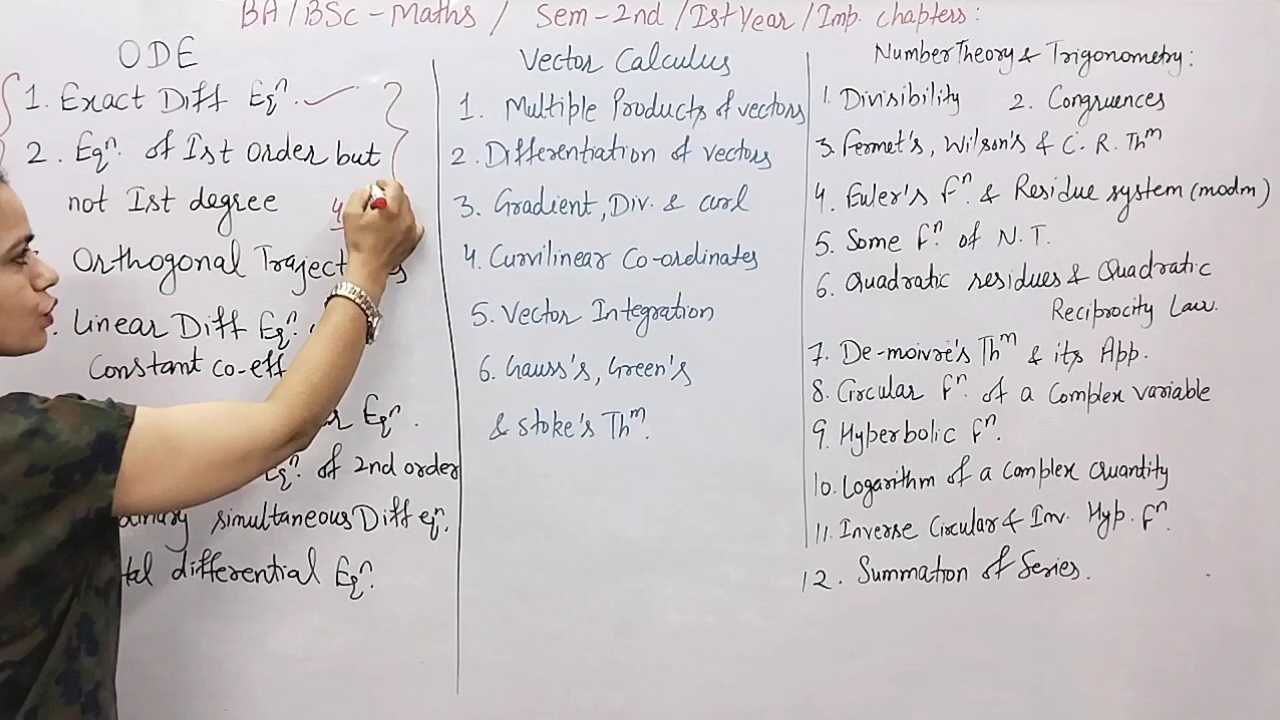 BA/BSc-Maths / Sem-2nd / Ist Year / Imp. chapters:
ODE
1. Exact Diff Eqⁿ.
2. Eqⁿ. of Ist order but
not Ist degree
4
Orthogonal
Linear Diff Eqⁿ.
Constant co-eff
Eqⁿ.
Eqⁿ. of 2nd order
simultaneous Diff eqⁿ.
differential Eqⁿ.
Vector Calculus
1. Multiple Products of vectors
2. Differentiation of vectors
3. Gradient, Div. & curl
4. Curvilinear Co-ordinates
5. Vector Integration
6. Gauss's, Green's
& stoke's Thᵐ.
Number Theory & Trigonometry:
1. Divisibility 2. Congruences
3. Fermet's, Wilson's & C. R. Thᵐ
4. Euler's fⁿ. & Residue system (modm)
5. Some fⁿ. of N.T.
6. Quadratic residues & Quadratic
Reciprocity Law.
7. De-moivre's Thᵐ & its App.
8. Circular fⁿ. of a Complex variable
9. Hyperbolic fⁿ.
10. Logarithm of a complex Quantity
11. Inverse Circular & Inv. Hyp. fⁿ.
12. Summation of Series.